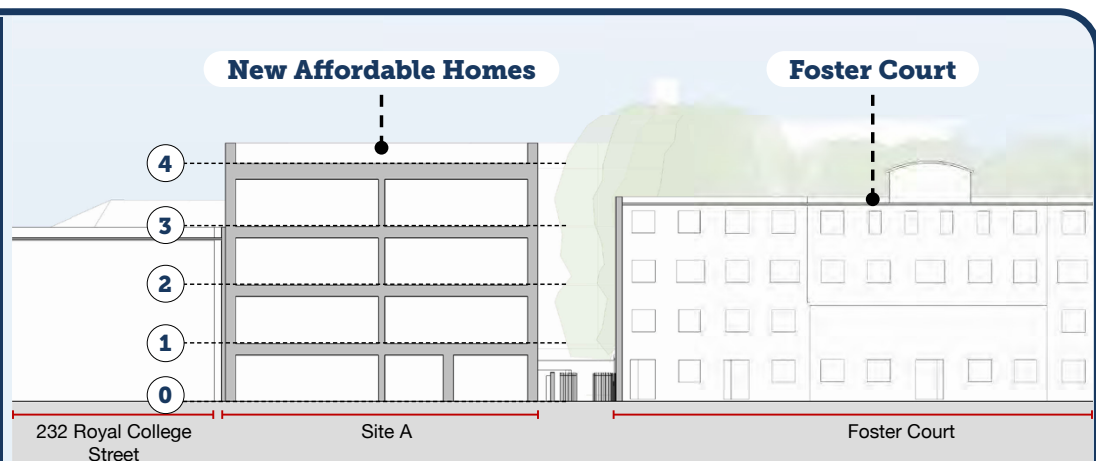 New Affordable Homes
Foster Court
4
3
2
1
0
232 Royal College
Street
Site A
Foster Court